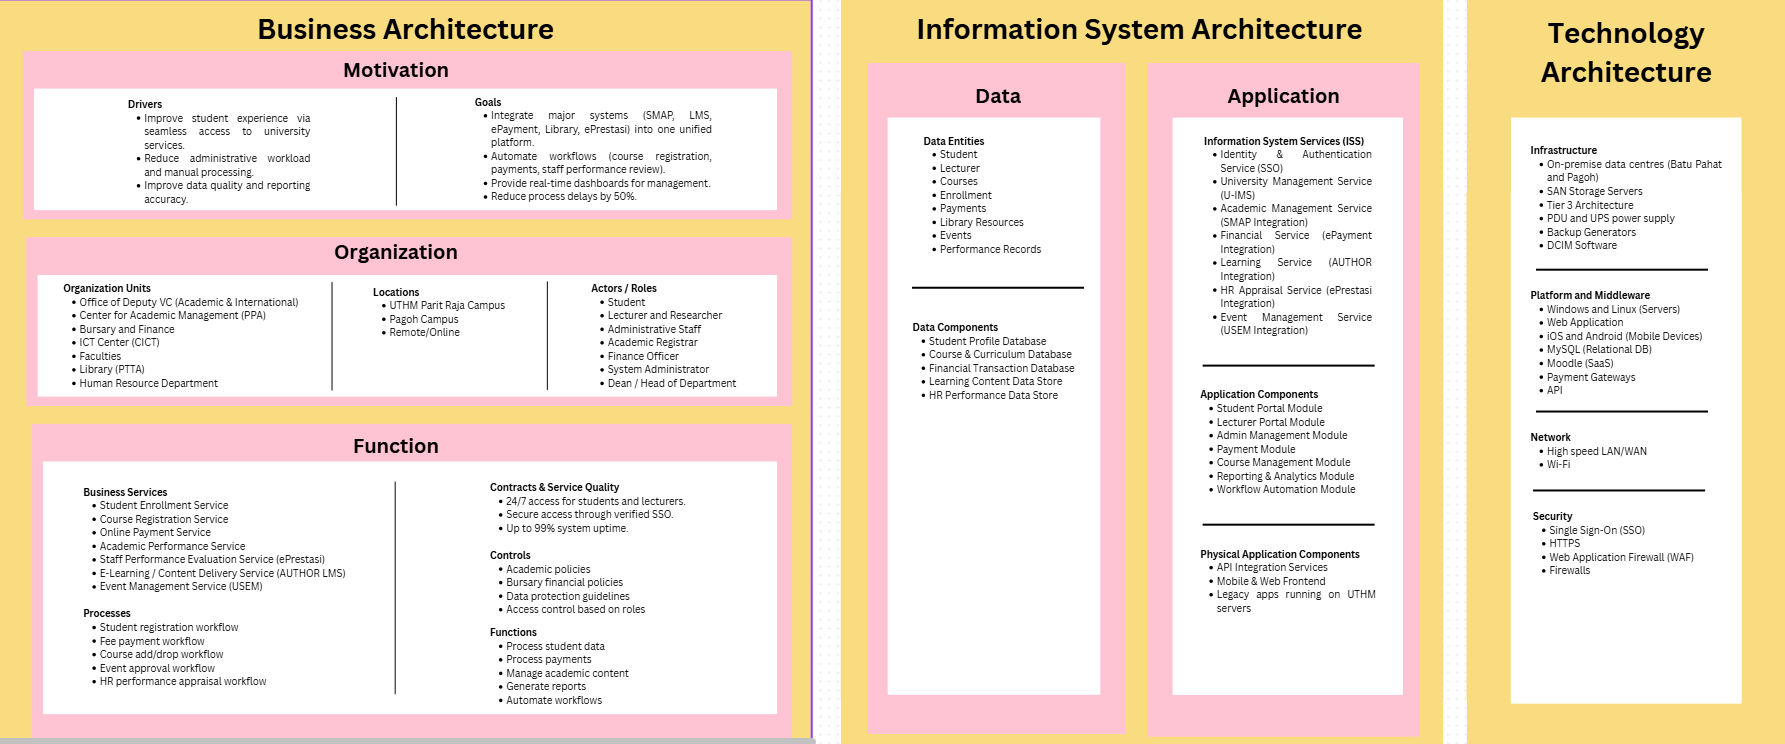 Business Architecture
Motivation
Drivers
• Improve student experience via
seamless access to university
services.
• Reduce administrative workload
and manual processing.
• Improve data quality and reporting
accuracy.
Goals
• Integrate major systems (SMAP, LMS,
ePayment, Library, ePrestasi) into one unified
platform.
• Automate workflows (course registration,
payments, staff performance review).
• Provide real-time dashboards for management.
• Reduce process delays by 50%.
Organization
Organization Units
• Office of Deputy VC (Academic & International)
• Center for Academic Management (PPA)
• Bursary and Finance
• ICT Center (CICT)
• Faculties
• Library (PTTA)
• Human Resource Department
Locations
• UTHM Parit Raja Campus
• Pagoh Campus
• Remote/Online
Actors / Roles
• Student
• Lecturer and Researcher
• Administrative Staff
• Academic Registrar
• Finance Officer
• System Administrator
• Dean / Head of Department
Function
Business Services
• Student Enrollment Service
• Course Registration Service
• Online Payment Service
• Academic Performance Service
• Staff Performance Evaluation Service (ePrestasi)
• E-Learning / Content Delivery Service (AUTHOR LMS)
• Event Management Service (USEM)
Processes
• Student registration workflow
• Fee payment workflow
• Course add/drop workflow
• Event approval workflow
• HR performance appraisal workflow
Contracts & Service Quality
• 24/7 access for students and lecturers.
• Secure access through verified SSO.
• Up to 99% system uptime.
Controls
• Academic policies
• Bursary financial policies
• Data protection guidelines
• Access control based on roles
Functions
• Process student data
• Process payments
• Manage academic content
• Generate reports
• Automate workflows
Information System Architecture
Data
Data Entities
• Student
• Lecturer
• Courses
• Enrollment
• Payments
• Library Resources
• Events
• Performance Records
Data Components
• Student Profile Database
• Course & Curriculum Database
• Financial Transaction Database
• Learning Content Data Store
• HR Performance Data Store
Application
Information System Services (ISS)
• Identity & Authentication
Service (SSO)
• University Management Service
(U-IMS)
• Academic Management Service
(SMAP Integration)
• Financial Service (ePayment
Integration)
• Learning Service (AUTHOR
Integration)
• HR Appraisal Service (ePrestasi
Integration)
• Event Management Service
(USEM Integration)
Application Components
• Student Portal Module
• Lecturer Portal Module
• Admin Management Module
• Payment Module
• Course Management Module
• Reporting & Analytics Module
• Workflow Automation Module
Physical Application Components
• API Integration Services
• Mobile & Web Frontend
• Legacy apps running on UTHM
servers
Technology
Architecture
Infrastructure
• On-premise data centres (Batu Pahat
and Pagoh)
• SAN Storage Servers
• Tier 3 Architecture
• PDU and UPS power supply
• Backup Generators
• DCIM Software
Platform and Middleware
• Windows and Linux (Servers)
• Web Application
• iOS and Android (Mobile Devices)
• MySQL (Relational DB)
• Moodle (SaaS)
• Payment Gateways
• API
Network
• High speed LAN/WAN
• Wi-Fi
Security
• Single Sign-On (SSO)
• HTTPS
• Web Application Firewall (WAF)
• Firewalls